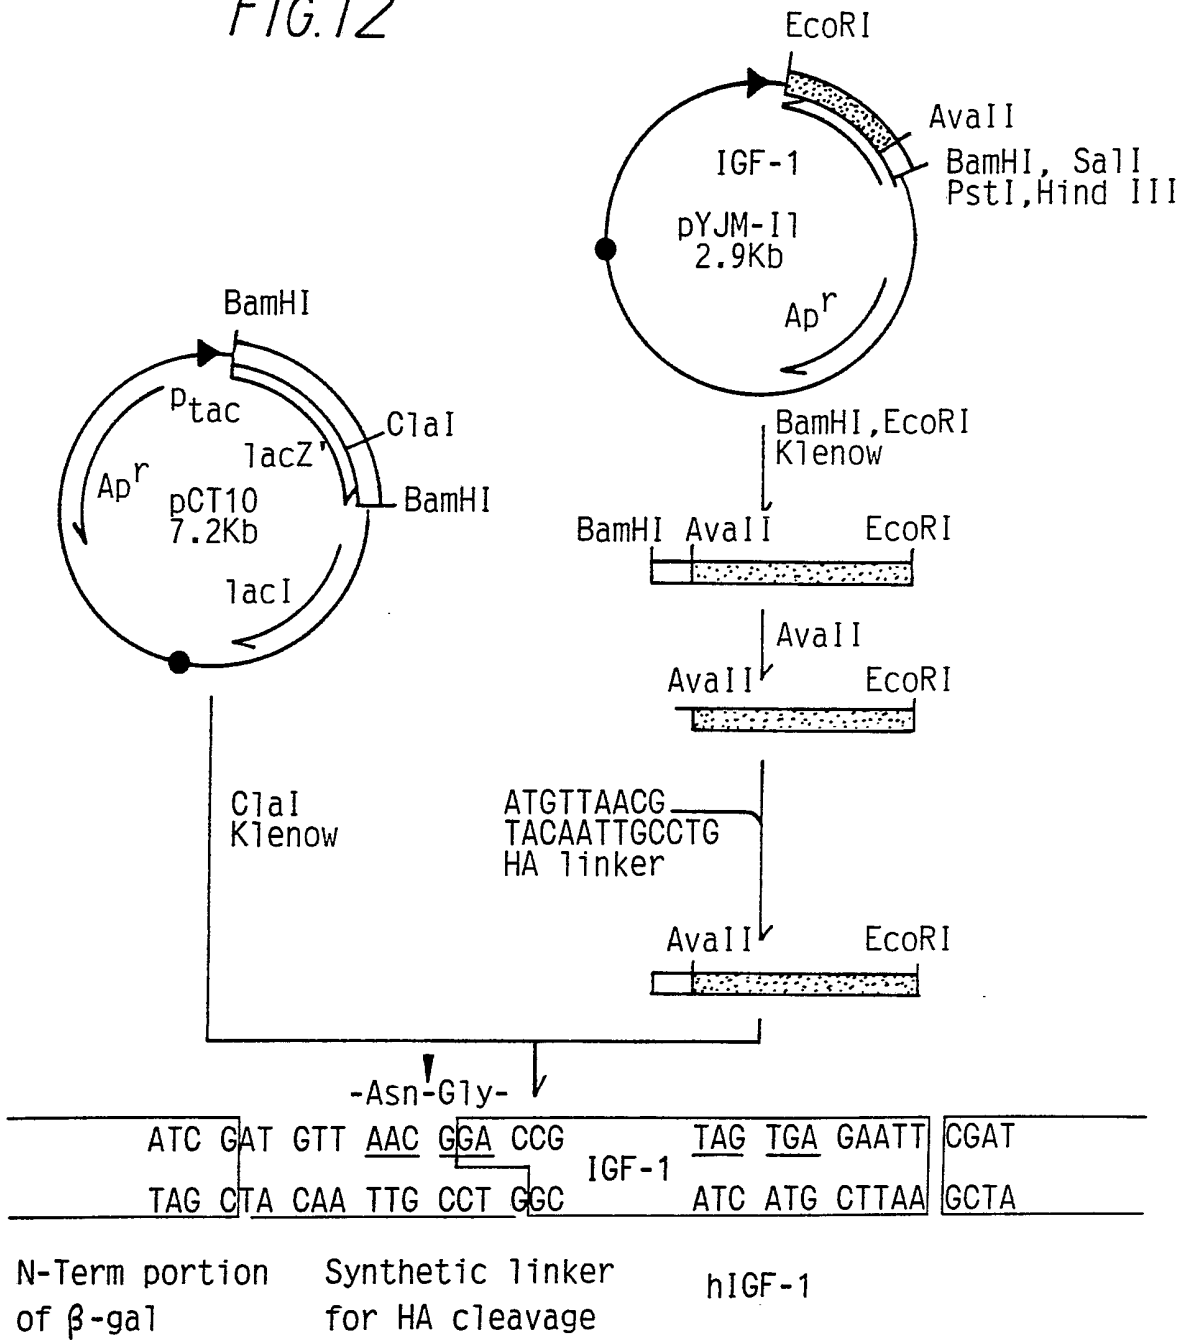 FIG.12
EcoRI
AvaII
BamHI, SalI
PstI,Hind III
IGF-1
pYJM-I1
2.9Kb
Apr
BamHI
Ptac
ClaI
lacZ'
Apr
pCT10
7.2Kb
BamHI
lacI
BamHI,EcoRI
Klenow
BamHI AvaII EcoRI
AvaII
AvaII EcoRI
ClaI
Klenow
ATGTTAACG
TACAATTGCCTG
HA linker
AvaII EcoRI
-Asn-Gly-
ATC GAT GTT AAC GGA CCG TAG TGA GAATT CGAT
IGF-1
TAG CTA CAA TTG CCT GGC ATC ATG CTTAA GCTA
N-Term portion
of β-gal
Synthetic linker
for HA cleavage
hIGF-1